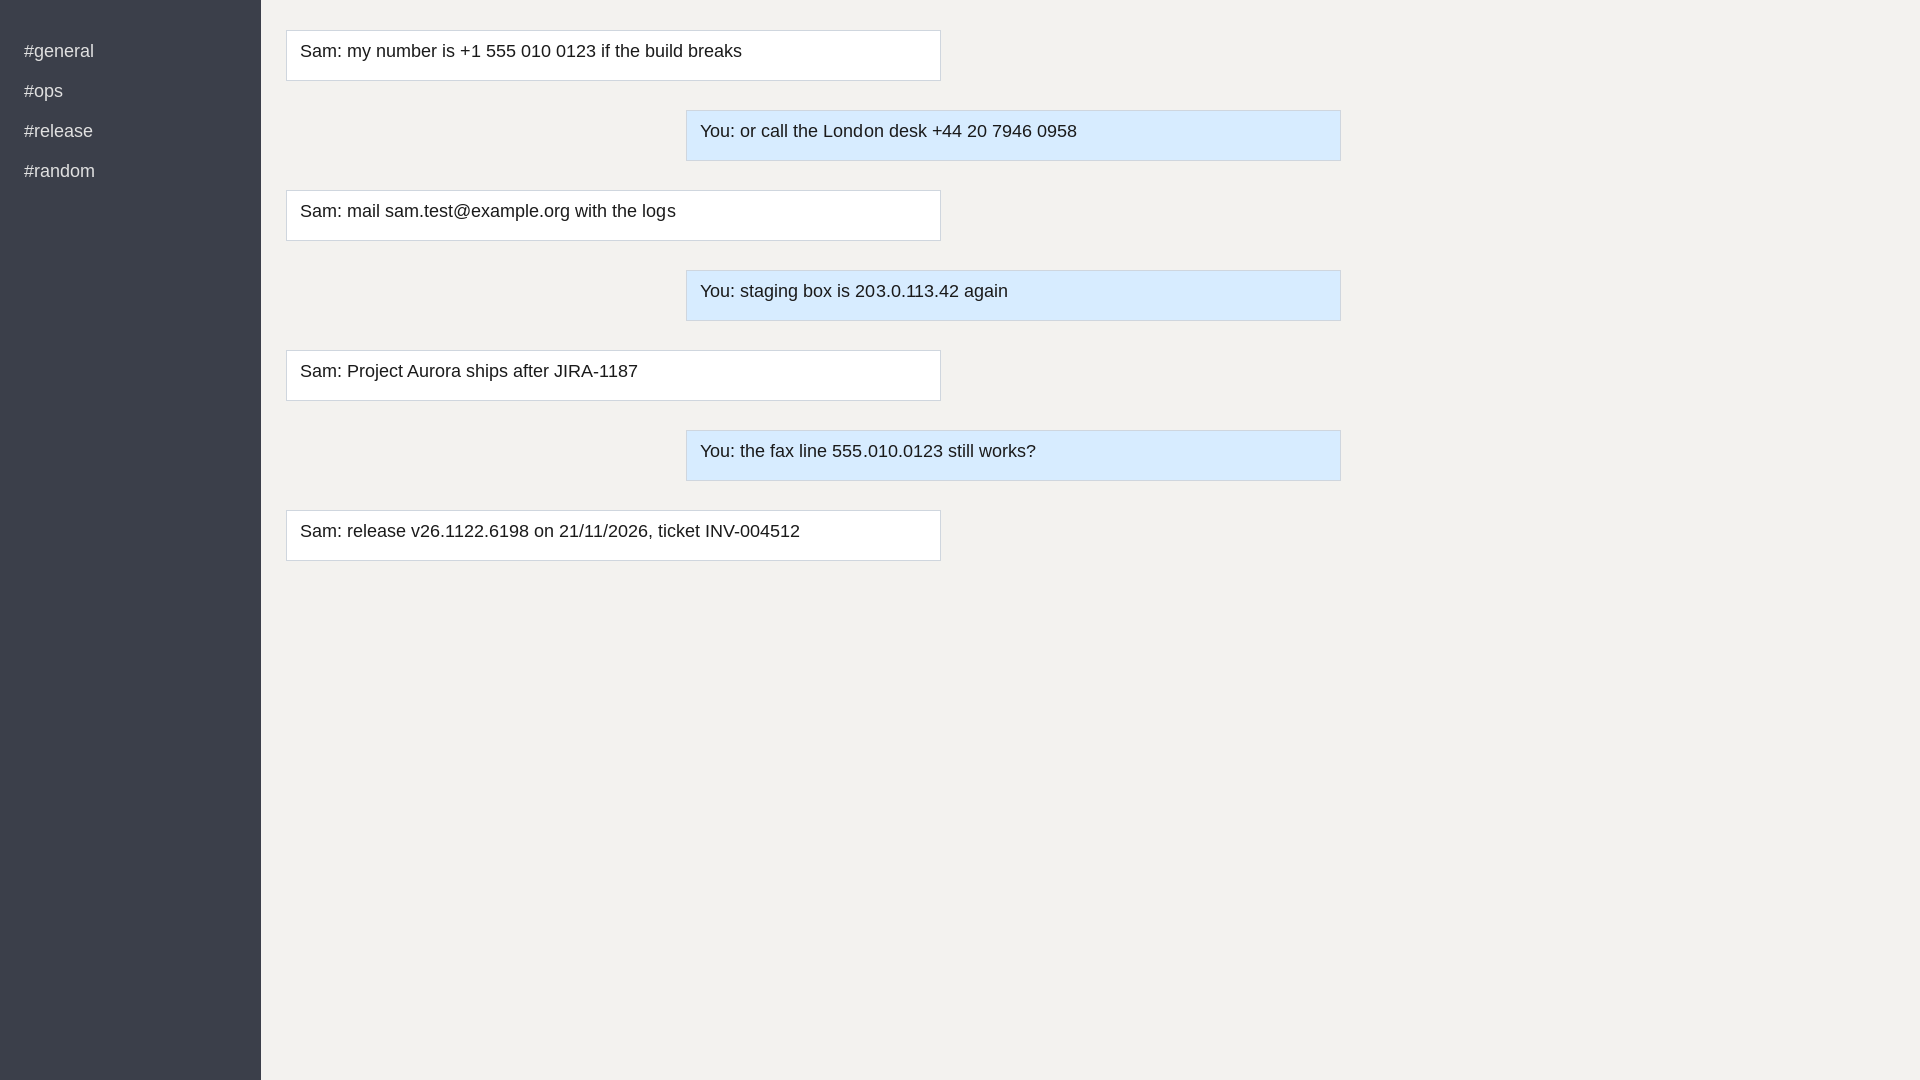 #general
#ops
#release
#random
Sam: my number is +1 555 010 0123 if the build breaks
You: or call the London desk +44 20 7946 0958
Sam: mail sam.test@example.org with the logs
You: staging box is 203.0.113.42 again
Sam: Project Aurora ships after JIRA-1187
You: the fax line 555.010.0123 still works?
Sam: release v26.1122.6198 on 21/11/2026, ticket INV-004512